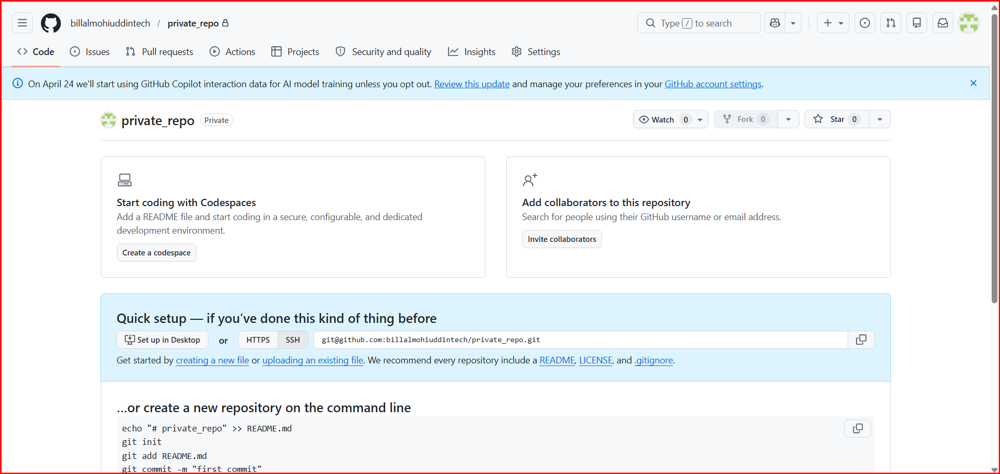 billalmohiuddintech / private_repo
Type / to search
Code Issues Pull requests Actions Projects Security and quality Insights Settings
On April 24 we'll start using GitHub Copilot interaction data for AI model training unless you opt out. Review this update and manage your preferences in your GitHub account settings.
private_repo Private
Watch 0 Fork 0 Star 0
Start coding with Codespaces
Add a README file and start coding in a secure, configurable, and dedicated
development environment.
Create a codespace
Add collaborators to this repository
Search for people using their GitHub username or email address.
Invite collaborators
Quick setup — if you’ve done this kind of thing before
Set up in Desktop or HTTPS SSH git@github.com:billalmohiuddintech/private_repo.git
Get started by creating a new file or uploading an existing file. We recommend every repository include a README, LICENSE, and .gitignore.
…or create a new repository on the command line
echo "# private_repo" >> README.md
git init
git add README.md
git commit -m "first commit"